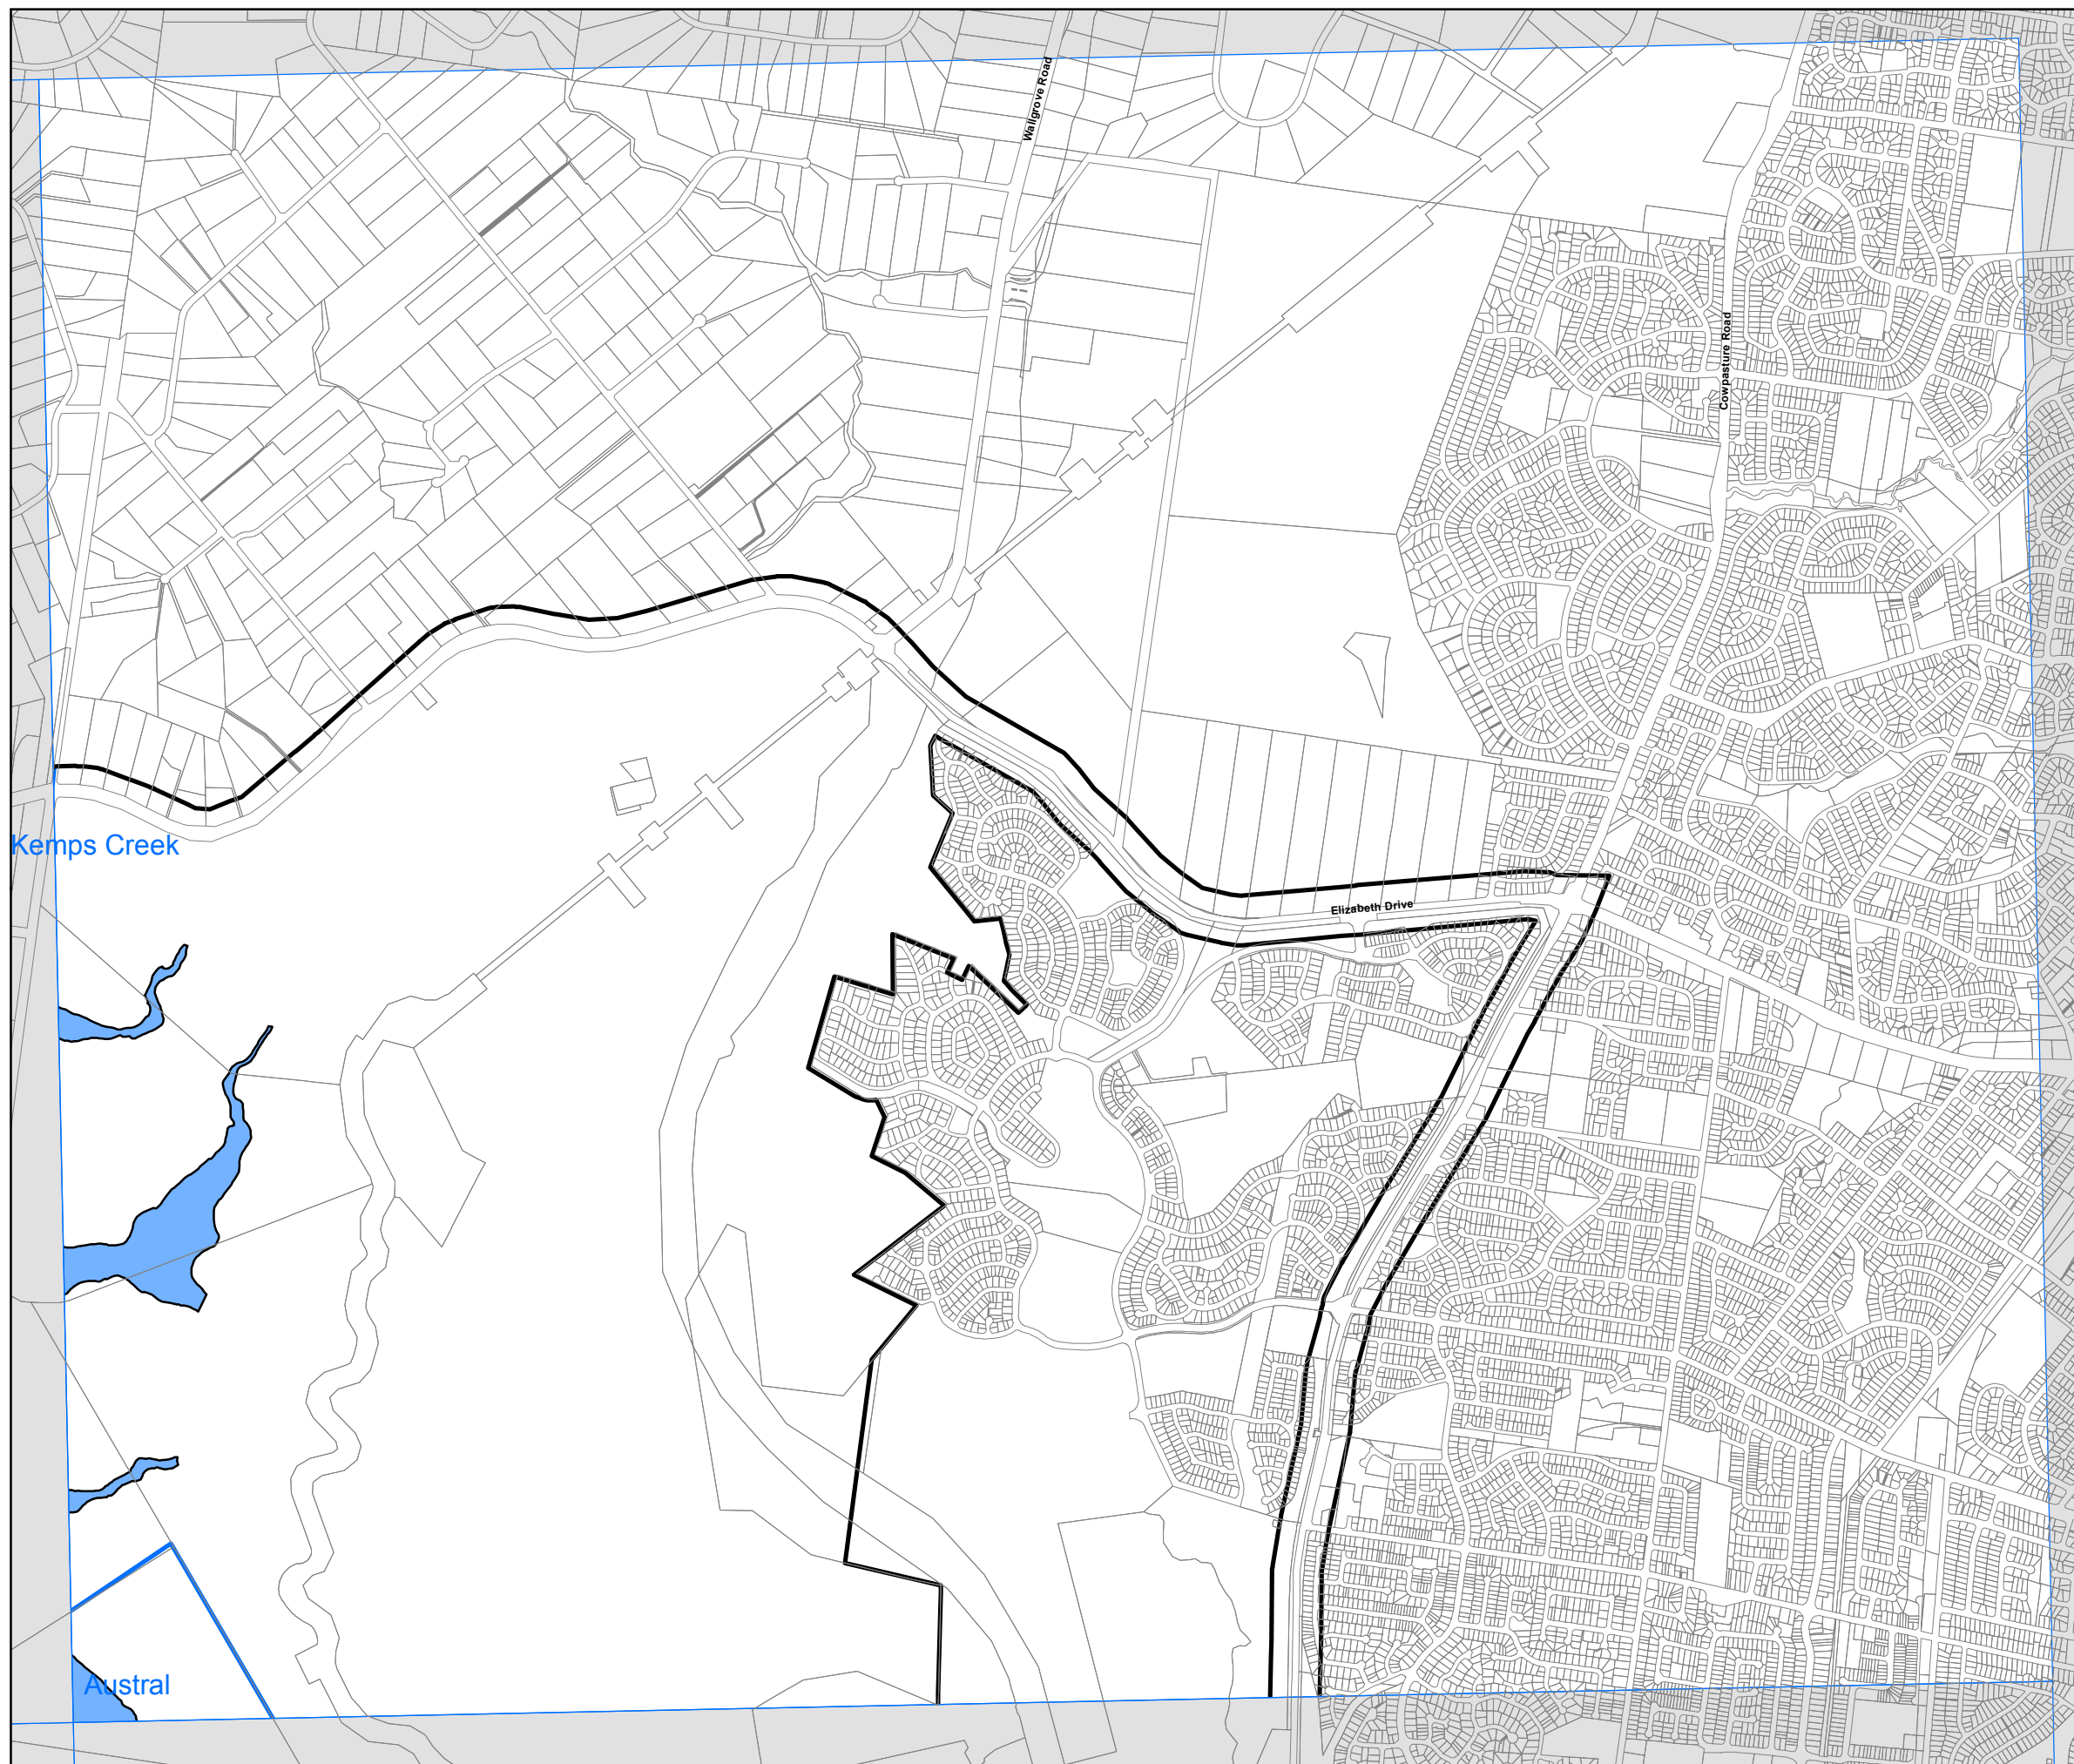 Wallgrove Road
Cowpasture Road
Kemps Creek
Elizabeth Drive
Austral